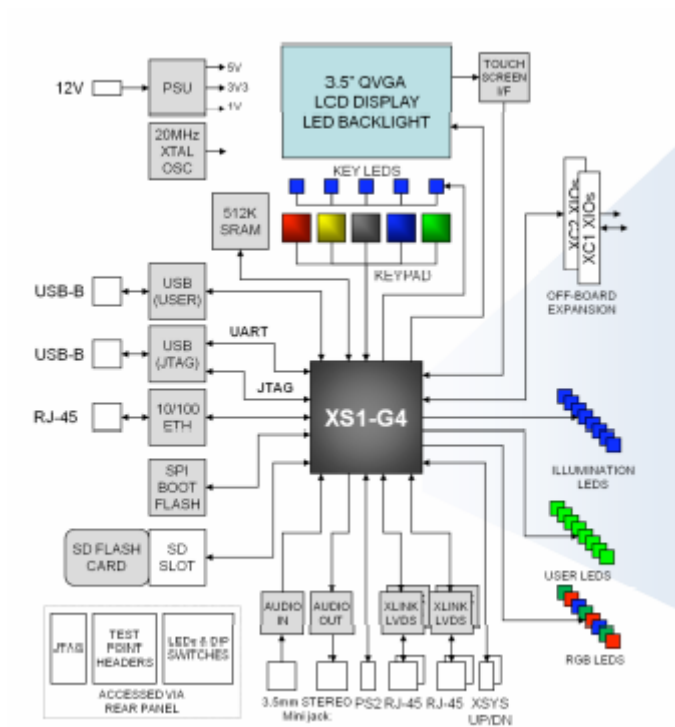 12V
PSU
5V
3V3
1V
20MHz
XTAL
OSC
3.5" QVGA
LCD DISPLAY
LED BACKLIGHT
TOUCH
SCREEN
I/F
KEY LEDS
KEYPAD
512K
SRAM
XC2 XIOs
XC1 XIOs
OFF-BOARD
EXPANSION
USB-B
USB
(USER)
USB-B
USB
(JTAG)
UART
JTAG
RJ-45
10/100
ETH
XS1-G4
SPI
BOOT
FLASH
ILLUMINATION
LEDS
SD FLASH
CARD
SD
SLOT
USER LEDS
AUDIO
IN
AUDIO
OUT
XLINK
LVDS
XLINK
LVDS
RGB LEDS
JTAG
TEST
POINT
HEADERS
LEDs & DIP
SWITCHES
ACCESSED VIA
REAR PANEL
3.5mm STEREO
Mini jack
PS2
RJ-45
RJ-45
XSYS
UP/DN